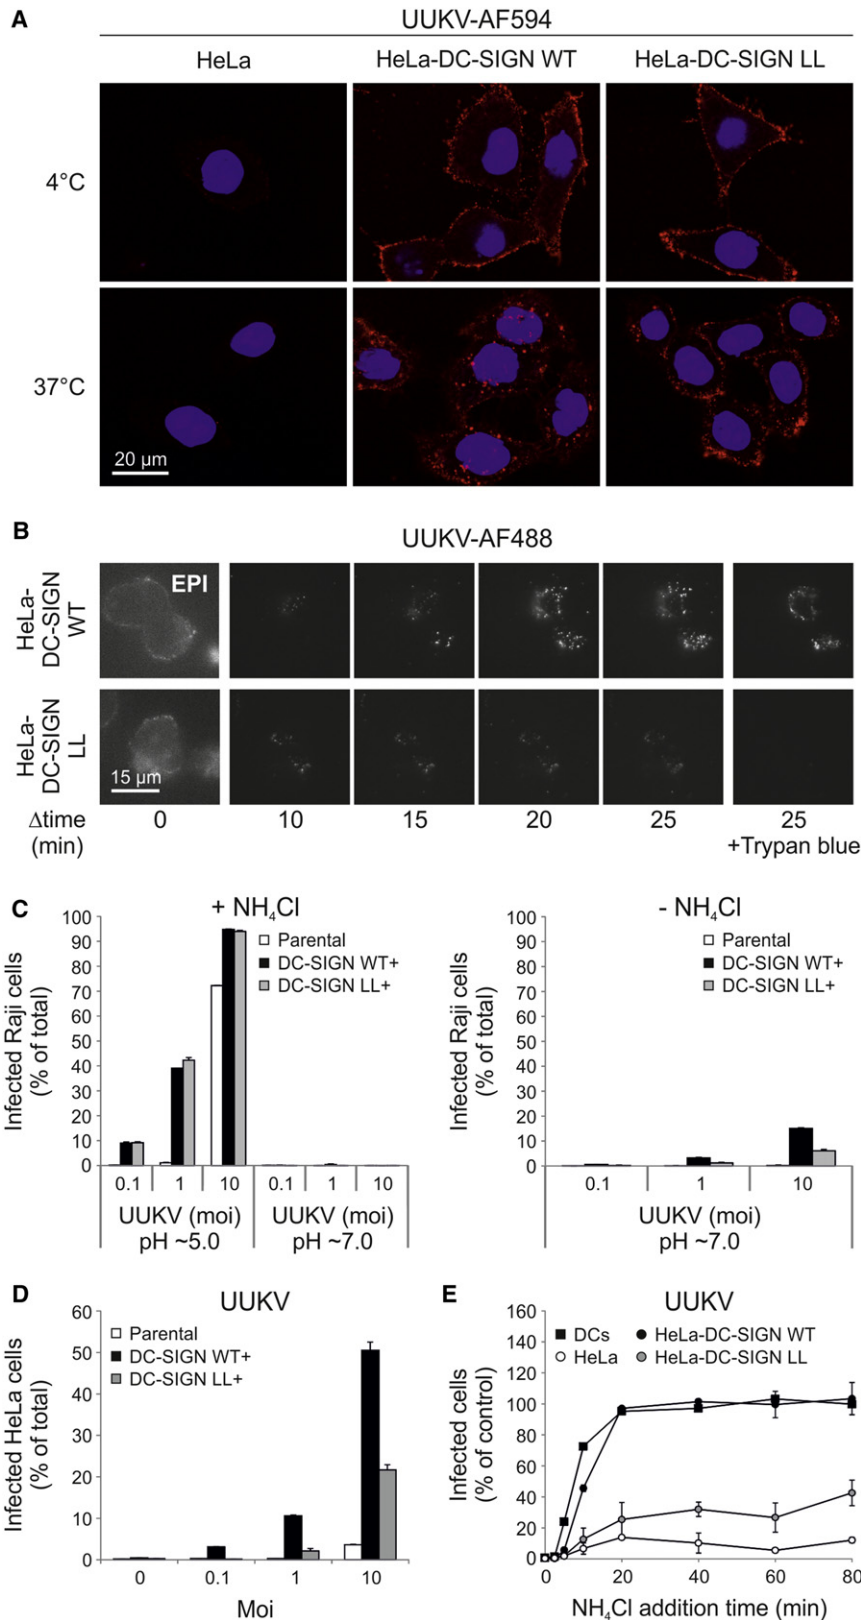 A
UUKV-AF594
HeLa
HeLa-DC-SIGN WT
HeLa-DC-SIGN LL
4°C
37°C
20 μm
B
UUKV-AF488
HeLa-
DC-SIGN
WT
EPI
HeLa-
DC-SIGN
LL
15 μm
Δtime
(min)
0
10
15
20
25
25
+Trypan blue
C
+ NH₄Cl
Infected Raji cells
(% of total)
100
90
80
70
60
50
40
30
20
10
0
Parental
DC-SIGN WT+
DC-SIGN LL+
0.1
1
10
0.1
1
10
UUKV (moi)
pH ~5.0
UUKV (moi)
pH ~7.0
- NH₄Cl
Infected Raji cells
(% of total)
100
90
80
70
60
50
40
30
20
10
0
Parental
DC-SIGN WT+
DC-SIGN LL+
0.1
1
10
UUKV (moi)
pH ~7.0
D
UUKV
Infected HeLa cells
(% of total)
60
50
40
30
20
10
0
Parental
DC-SIGN WT+
DC-SIGN LL+
0
0.1
1
10
Moi
E
UUKV
Infected cells
(% of control)
160
140
120
100
80
60
40
20
0
DCs
HeLa-DC-SIGN WT
HeLa
HeLa-DC-SIGN LL
0
20
40
60
80
NH₄Cl addition time (min)